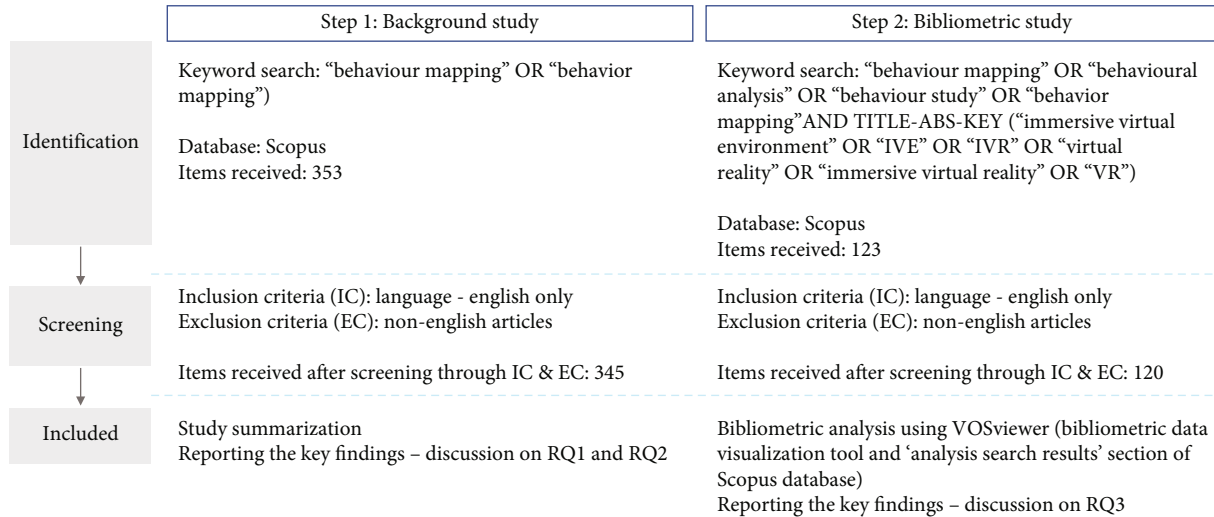 Step 1: Background study
Step 2: Bibliometric study
Identification
Keyword search: “behaviour mapping” OR “behavior
mapping”)
Database: Scopus
Items received: 353
Keyword search: “behaviour mapping” OR “behavioural
analysis” OR “behaviour study” OR “behavior
mapping”AND TITLE-ABS-KEY (“immersive virtual
environment” OR “IVE” OR “IVR” OR “virtual
reality” OR “immersive virtual reality” OR “VR”)
Database: Scopus
Items received: 123
Screening
Inclusion criteria (IC): language - english only
Exclusion criteria (EC): non-english articles
Items received after screening through IC & EC: 345
Inclusion criteria (IC): language - english only
Exclusion criteria (EC): non-english articles
Items received after screening through IC & EC: 120
Included
Study summarization
Reporting the key findings – discussion on RQ1 and RQ2
Bibliometric analysis using VOSviewer (bibliometric data
visualization tool and ‘analysis search results’ section of
Scopus database)
Reporting the key findings – discussion on RQ3